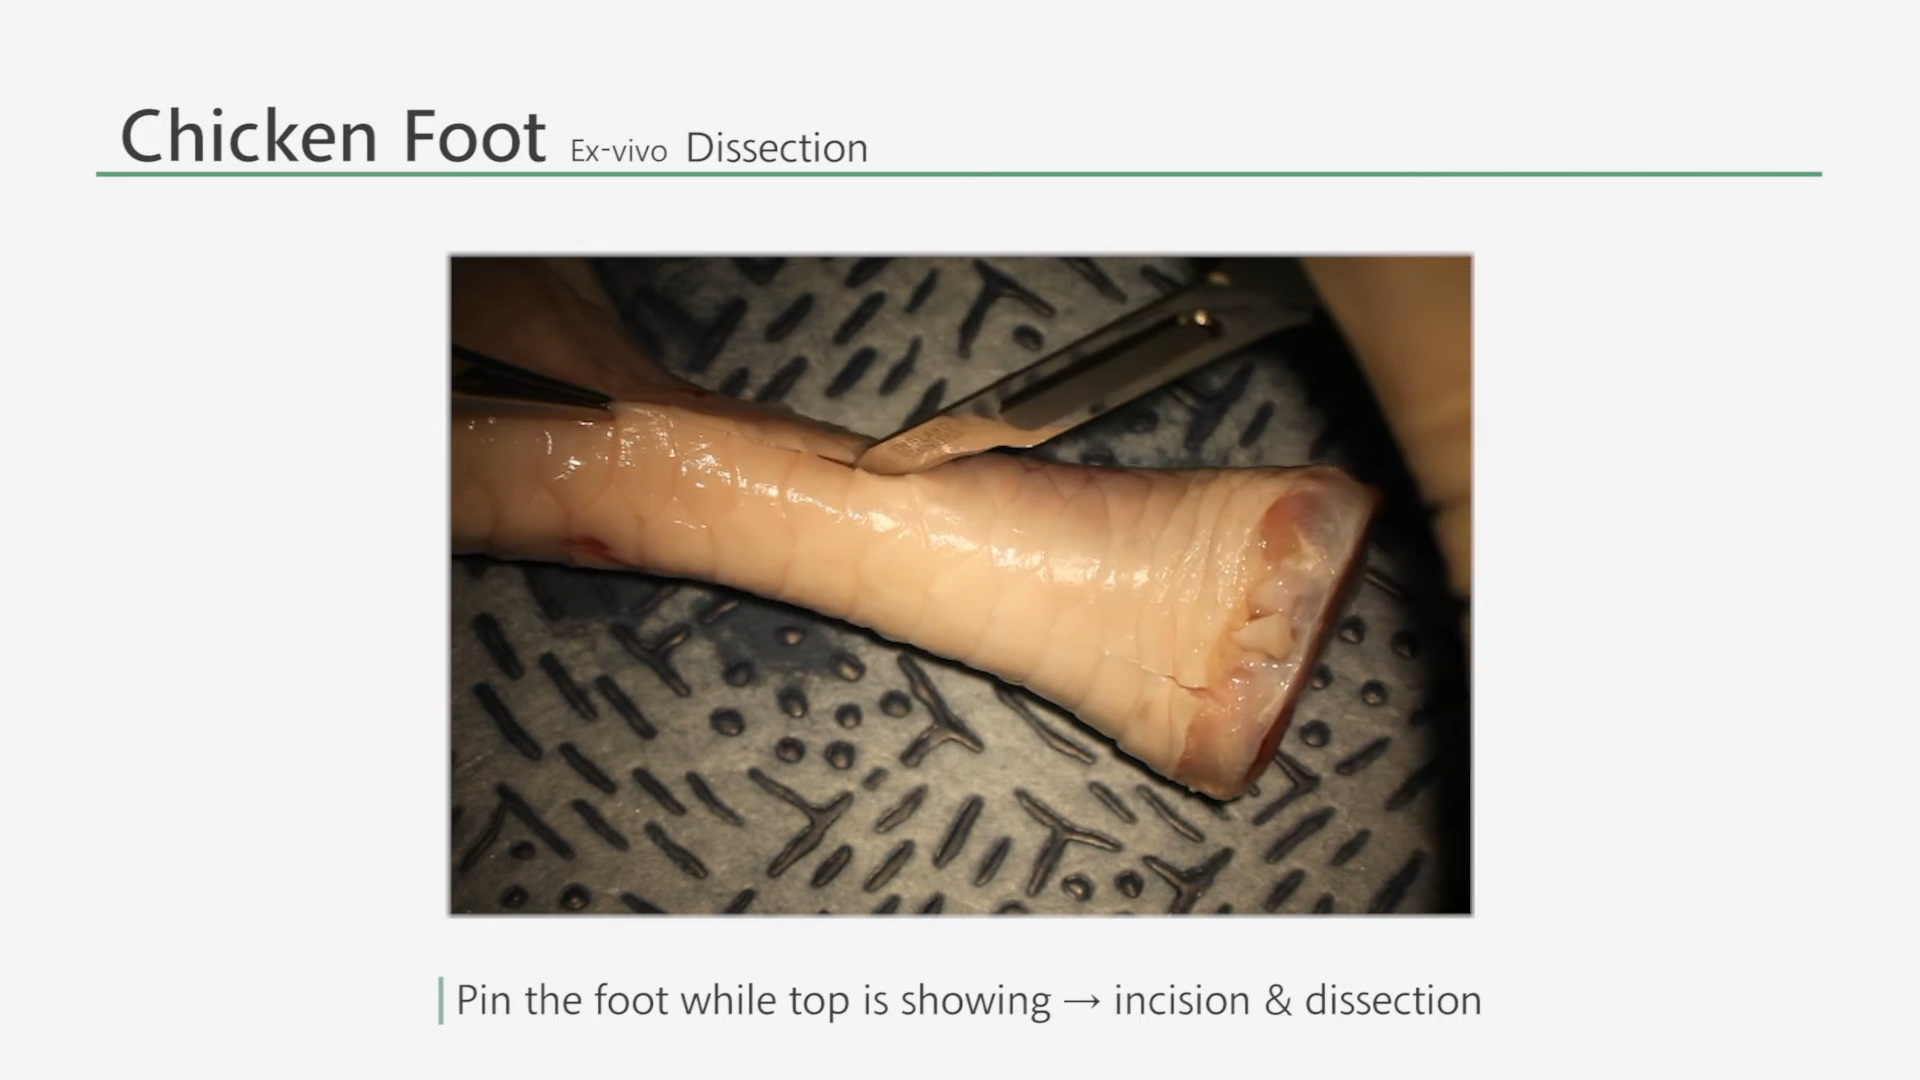 Chicken Foot Ex-vivo Dissection
Pin the foot while top is showing → incision & dissection